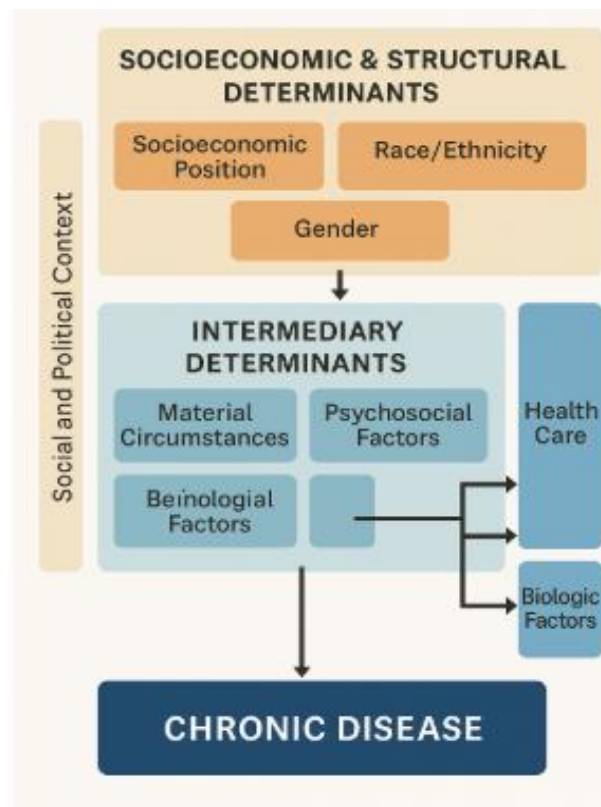 SOCIOECONOMIC & STRUCTURAL
DETERMINANTS
Socioeconomic
Position
Race/Ethnicity
Gender
Social and Political Context
INTERMEDIARY
DETERMINANTS
Material
Circumstances
Psychosocial
Factors
Beinologial
Factors
Health
Care
Biologic
Factors
CHRONIC DISEASE